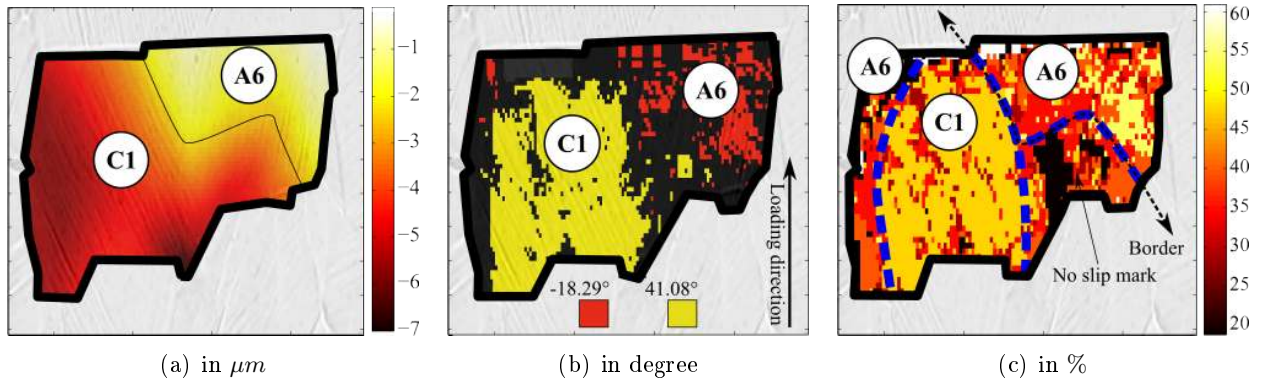 A6
C1
−1
−2
−3
−4
−5
−6
−7
(a) in μm
A6
C1
Loading direction
-18.29°
41.08°
(b) in degree
A6
A6
C1
Border
No slip mark
60
55
50
45
40
35
30
25
20
(c) in %